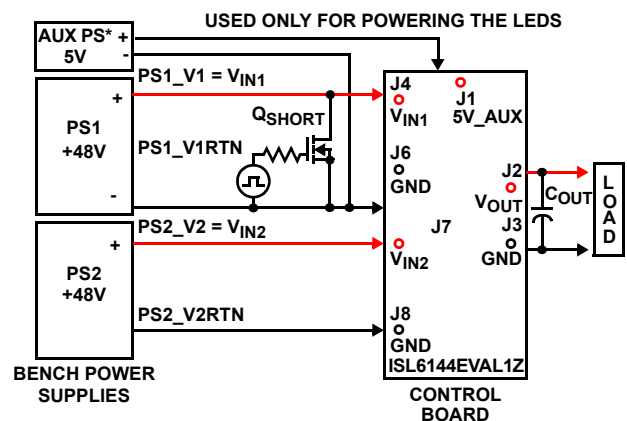 USED ONLY FOR POWERING THE LEDS
AUX PS* +
5V -
PS1_V1 = VIN1
+
PS1
+48V
-
QSHORT
PS1_V1RTN
PS2_V2 = VIN2
+
PS2
+48V
PS2_V2RTN
BENCH POWER
SUPPLIES
J4
VIN1
J1
5V_AUX
J6
GND
J2
VOUT
J7
J3
GND
VIN2
J8
GND
ISL6144EVAL1Z
CONTROL
BOARD
COUT
LOAD